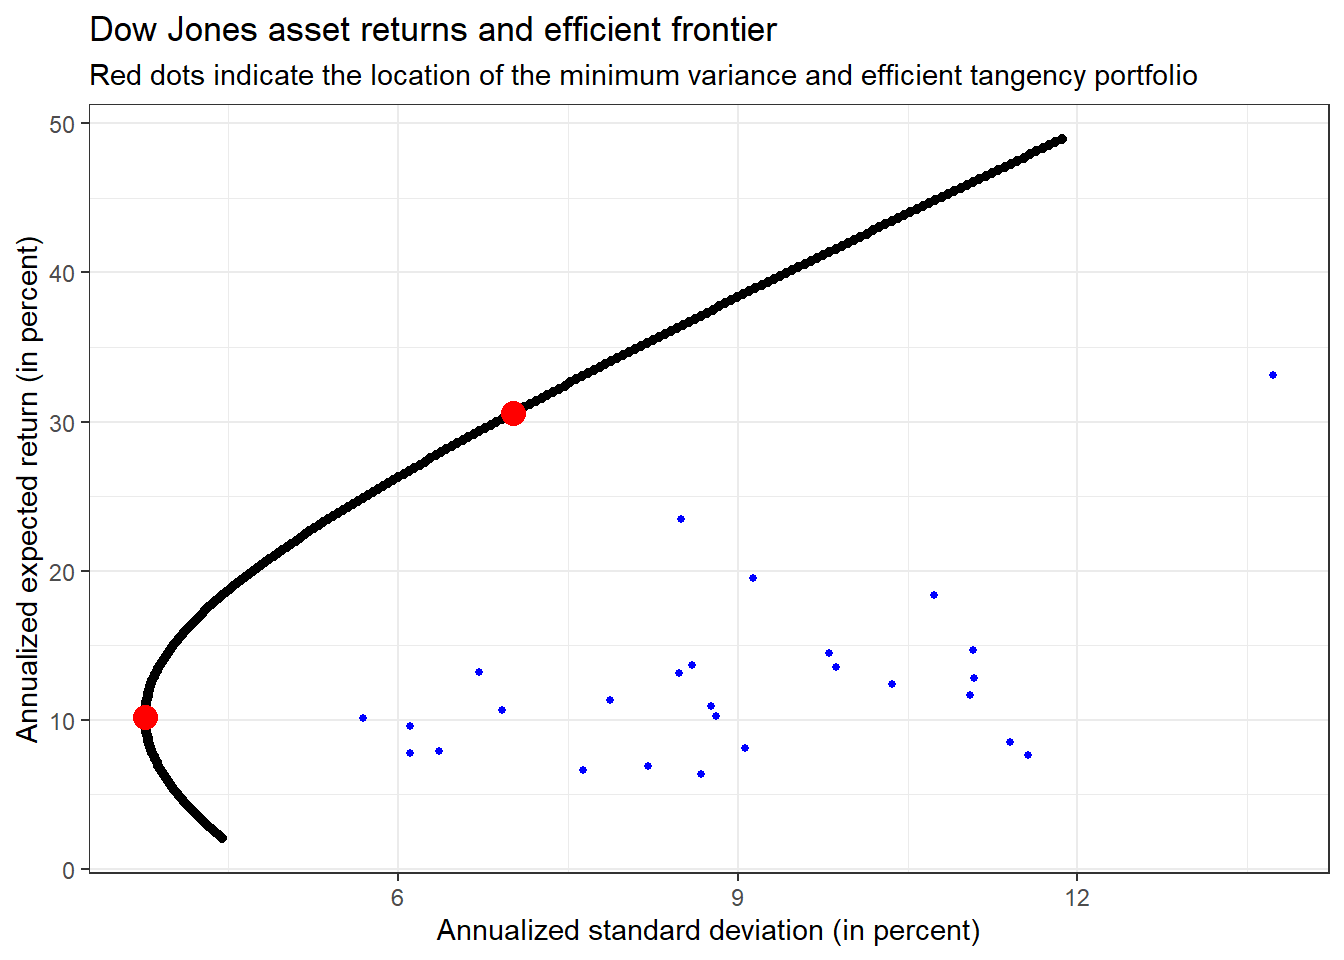 Dow Jones asset returns and efficient frontier
Red dots indicate the location of the minimum variance and efficient tangency portfolio
Annualized expected return (in percent)
50
40
30
20
10
0
6 9 12
Annualized standard deviation (in percent)